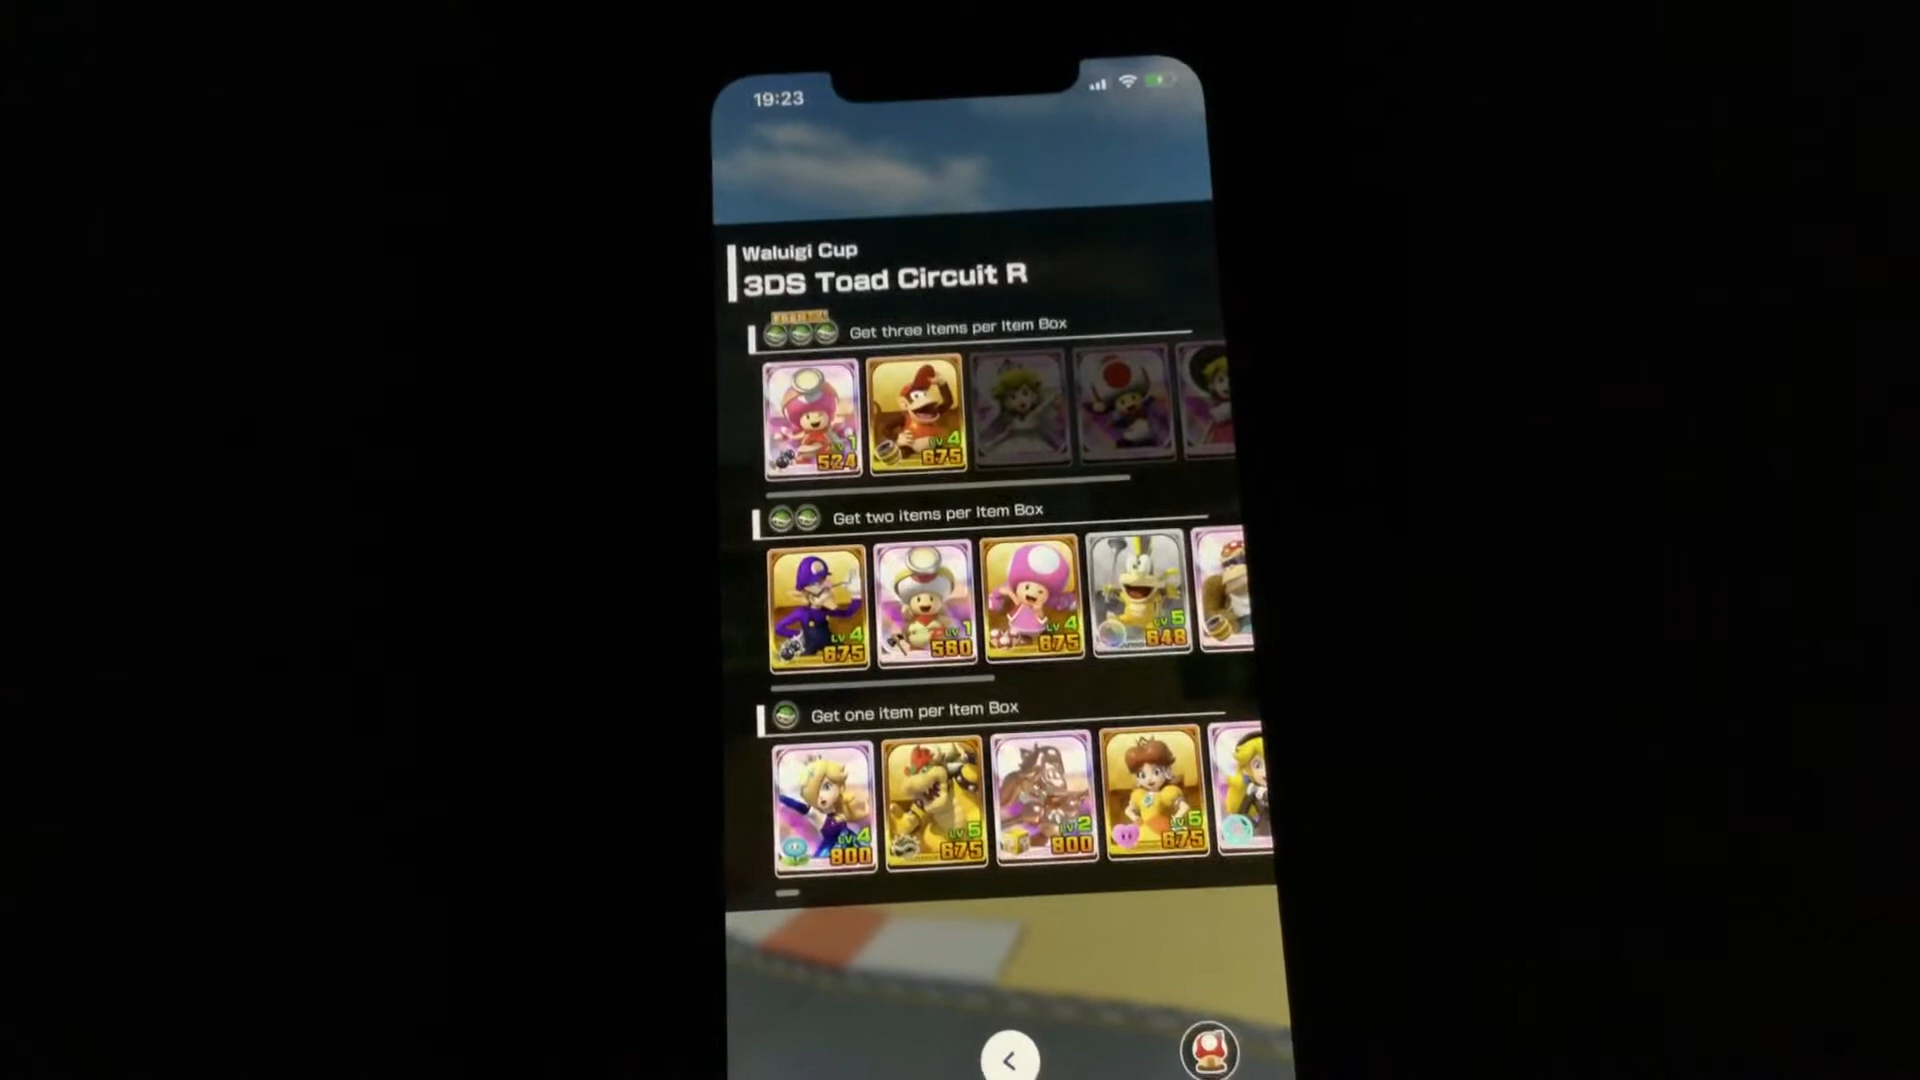 19:23
Waluigi Cup
3DS Toad Circuit R
FRENZY!
Get three items per Item Box
LV 1
524
LV 4
675
Get two items per Item Box
LV 4
675
LV 1
560
LV 4
675
LV 5
648
Get one item per Item Box
LV 4
800
LV 5
675
LV 2
800
LV 5
675